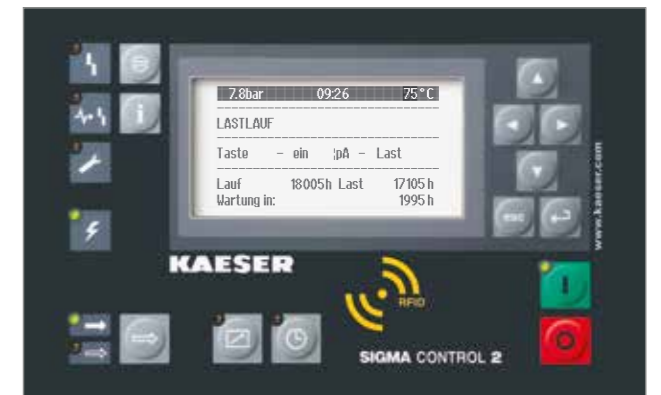 7.8bar 09:26 75°C
LASTLAUF
Taste - ein ¦pA - Last
Lauf 18005h Last 17105h
Wartung in: 1995h
esc
www.kaeser.com
KAESER
RFID
SIGMA CONTROL 2